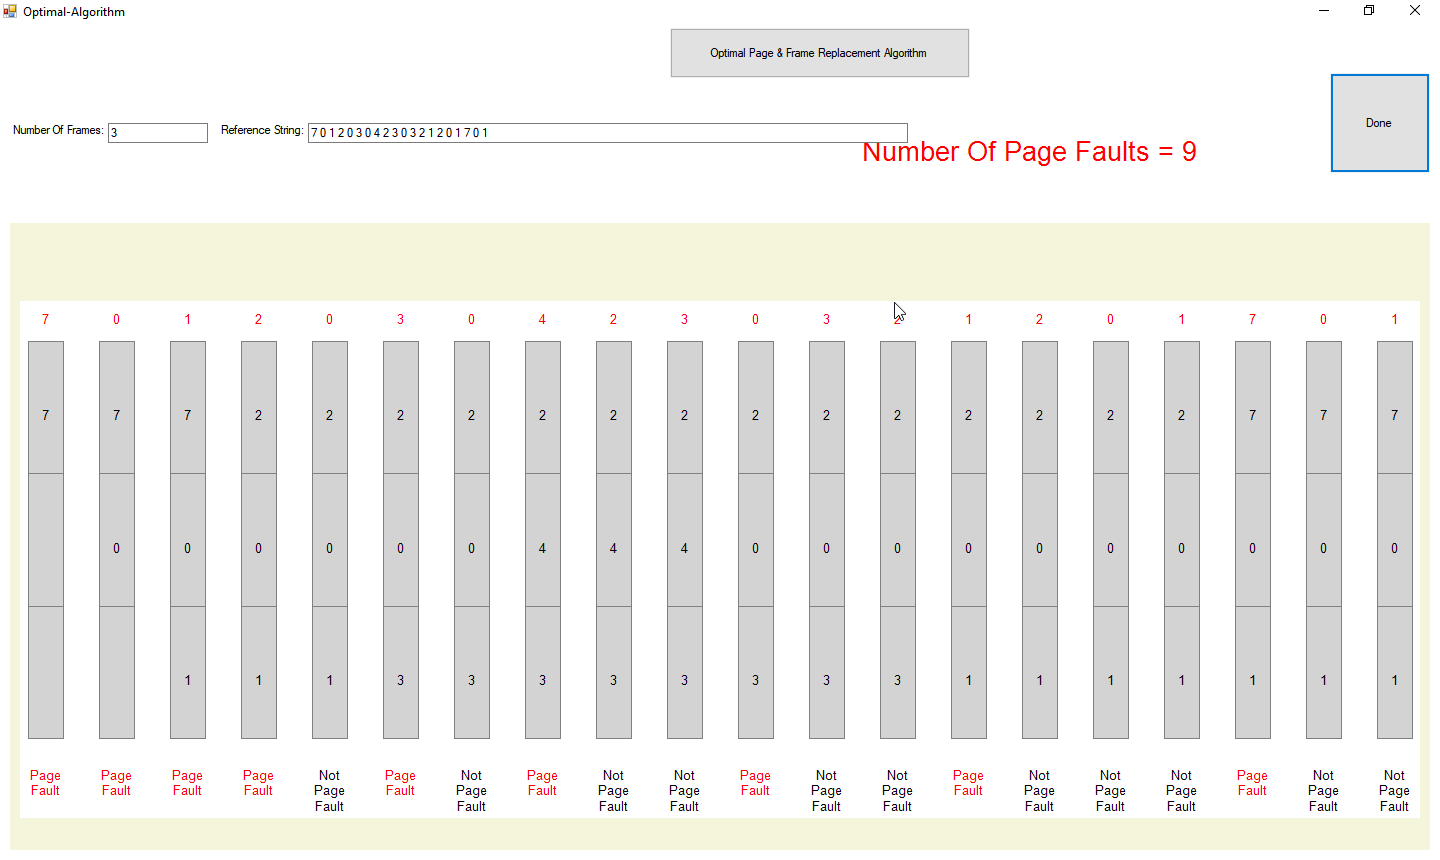 Optimal-Algorithm
Optimal Page & Frame Replacement Algorithm
Done
Number Of Frames: 3 Reference String: 7 0 1 2 0 3 0 4 2 3 0 3 2 1 2 0 1 7 0 1
Number Of Page Faults = 9
7 0 1 2 0 3 0 4 2 3 0 3 2 1 2 0 1 7 0 1
7 7 7 2 2 2 2 2 2 2 2 2 2 2 2 2 2 7 7 7
0 0 0 0 0 0 4 4 4 0 0 0 0 0 0 0 0 0 0
1 1 1 3 3 3 3 3 3 3 3 1 1 1 1 1 1 1
Page Page Page Page Not Page Not Page Not Not Page Not Not Page Not Not Not Page Not Not
Fault Fault Fault Fault Page Fault Page Fault Page Page Fault Page Page Fault Page Page Page Fault Page Page
Fault Fault Fault Fault Fault Fault Fault Fault Fault Fault Fault